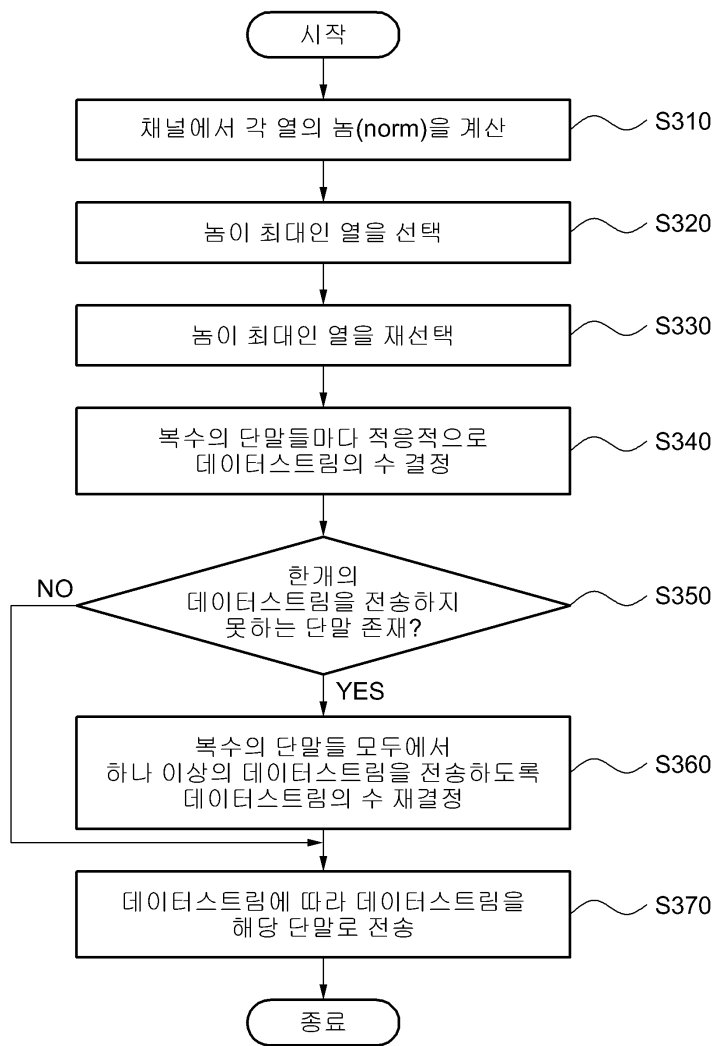 시작
채널에서 각 열의 놈(norm)을 계산
S310
놈이 최대인 열을 선택
S320
놈이 최대인 열을 재선택
S330
복수의 단말들마다 적응적으로
데이터스트림의 수 결정
S340
한개의
데이터스트림을 전송하지
못하는 단말 존재?
S350
NO
YES
복수의 단말들 모두에서
하나 이상의 데이터스트림을 전송하도록
데이터스트림의 수 재결정
S360
데이터스트림에 따라 데이터스트림을
해당 단말로 전송
S370
종료